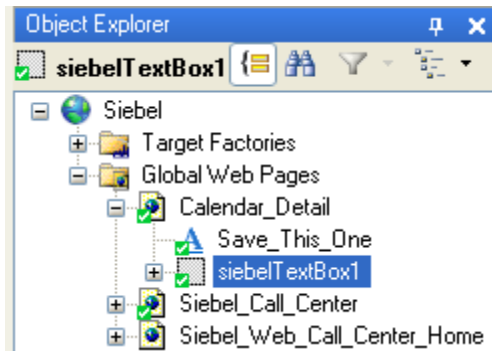 Object Explorer
siebelTextBox1
Siebel
Target Factories
Global Web Pages
Calendar_Detail
Save_This_One
siebelTextBox1
Siebel_Call_Center
Siebel_Web_Call_Center_Home